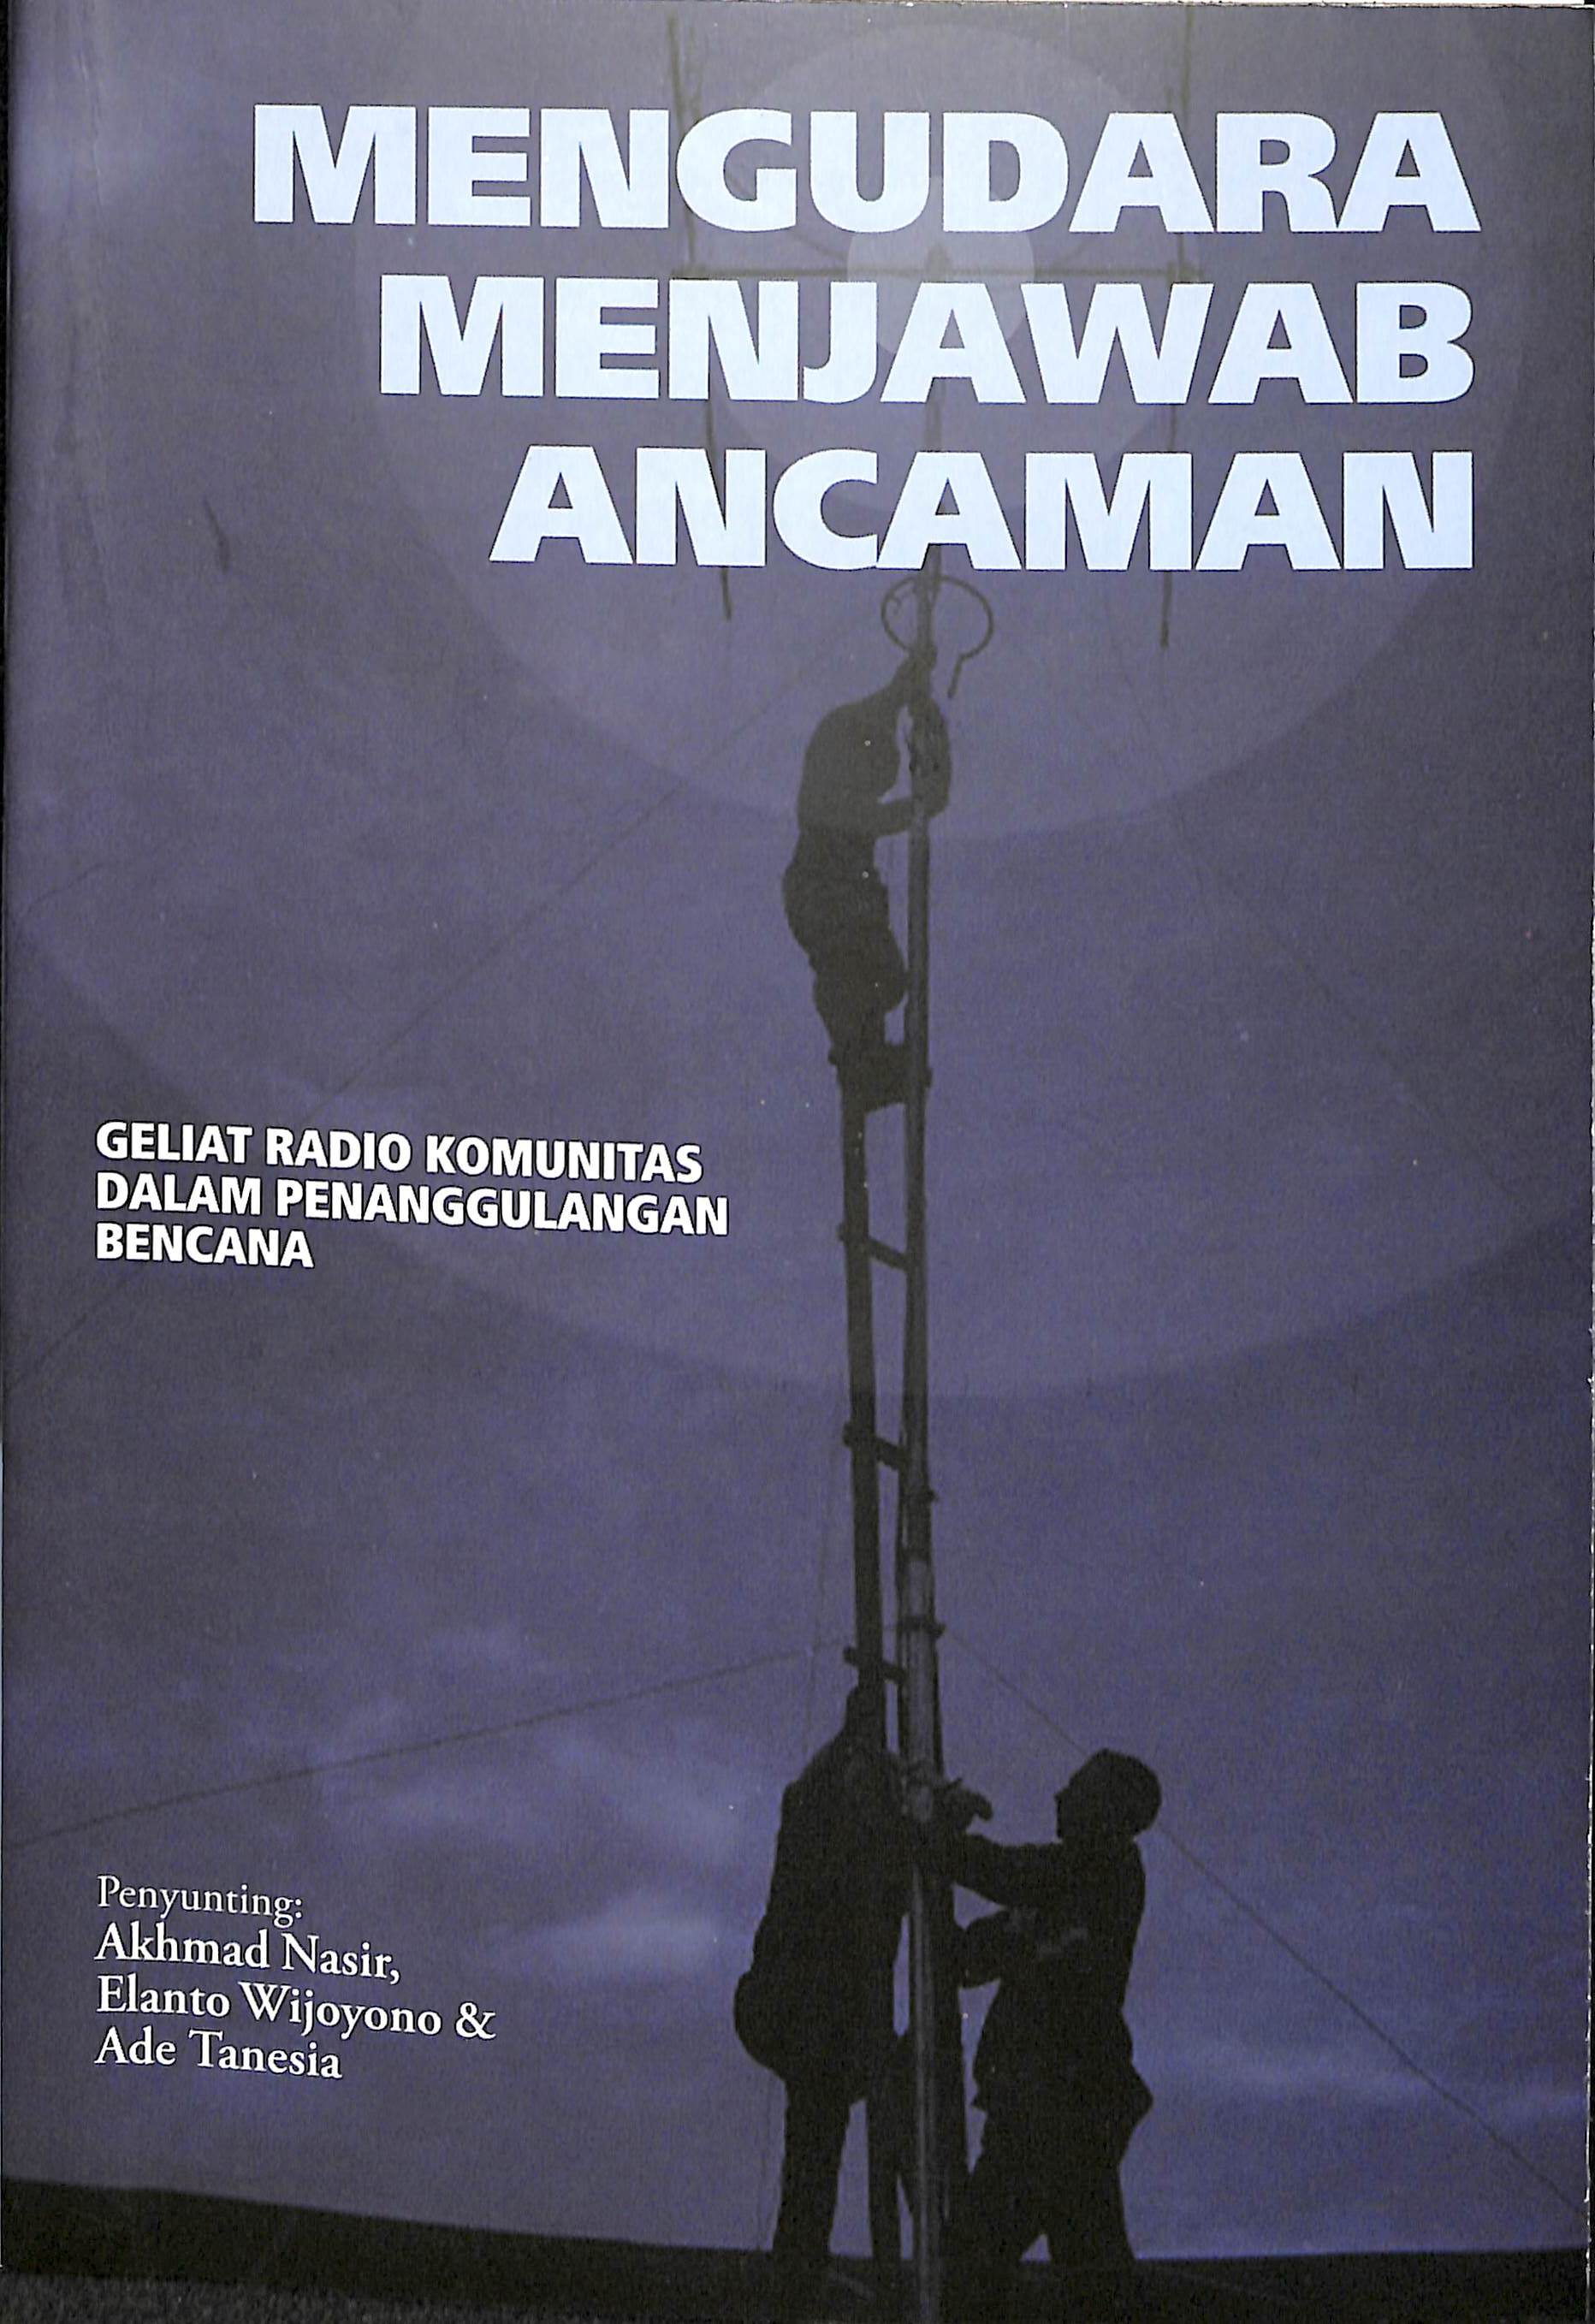 MENGUDARA
MENJAWAB
ANCAMAN
GELIAT RADIO KOMUNITAS
DALAM PENANGGULANGAN
BENCANA
Penyunting:
Akhmad Nasir,
Elanto Wijoyono &
Ade Tanesia